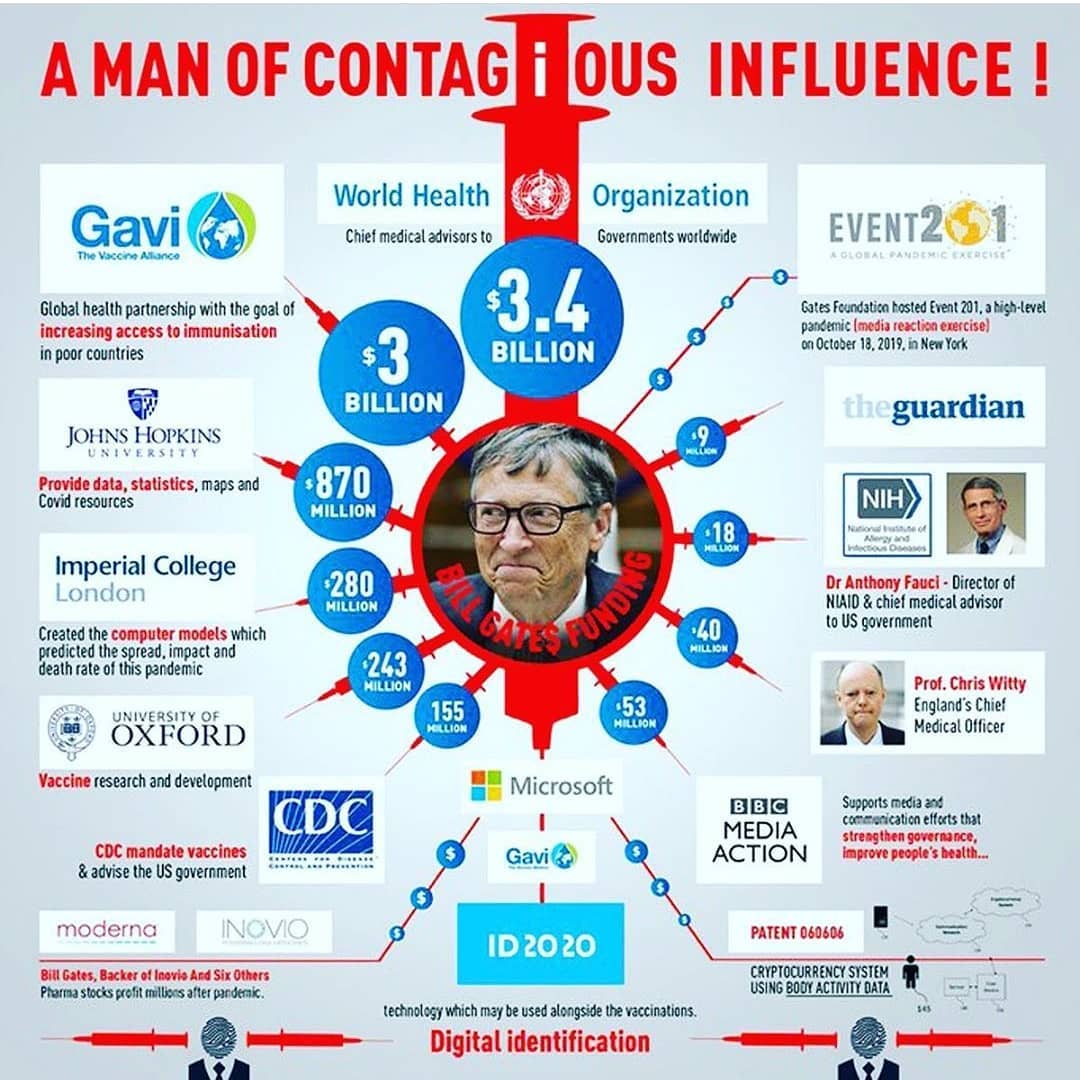 A MAN OF CONTAGiOUS INFLUENCE !
World Health Organization
Chief medical advisors to Governments worldwide
Gavi
The Vaccine Alliance
Global health partnership with the goal of
increasing access to immunisation
in poor countries
JOHNS HOPKINS
UNIVERSITY
Provide data, statistics, maps and
Covid resources
Imperial College
London
Created the computer models which
predicted the spread, impact and
death rate of this pandemic
UNIVERSITY OF
OXFORD
Vaccine research and development
CDC
CENTERS FOR DISEASE
CONTROL AND PREVENTION
CDC mandate vaccines
& advise the US government
moderna
INOVIO
Bill Gates, Backer of Inovio And Six Others
Pharma stocks profit millions after pandemic.
$3.4
BILLION
$3
BILLION
$870
MILLION
$280
MILLION
$243
MILLION
155
MILLION
$53
MILLION
$40
MILLION
$18
MILLION
$9
MILLION
BILL GATE$ FUNDING
$
$
$
$
$
$
$
$
$
$
EVENT201
A GLOBAL PANDEMIC EXERCISE
Gates Foundation hosted Event 201, a high-level
pandemic (media reaction exercise)
on October 18, 2019, in New York
theguardian
NIH
National Institute of
Allergy and
Infectious Diseases
Dr Anthony Fauci - Director of
NIAID & chief medical advisor
to US government
Prof. Chris Witty
England's Chief
Medical Officer
BBC
MEDIA
ACTION
Supports media and
communication efforts that
strengthen governance,
improve people's health...
Microsoft
Gavi
ID2020
technology which may be used alongside the vaccinations.
Digital identification
PATENT 060606
CRYPTOCURRENCY SYSTEM
USING BODY ACTIVITY DATA